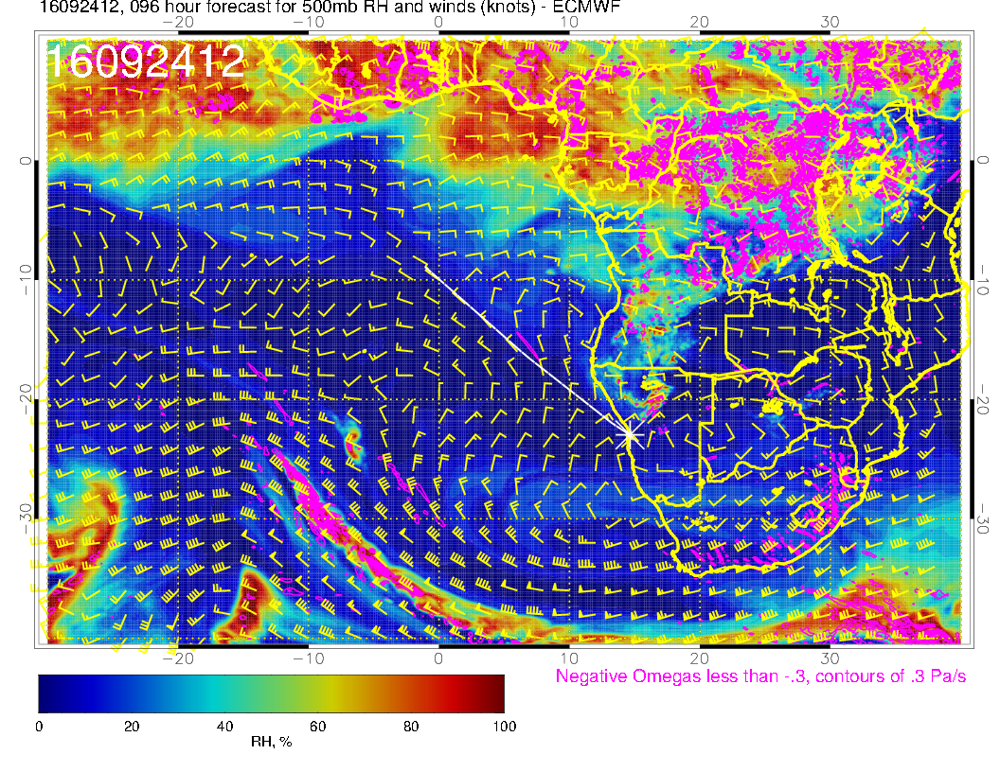 16092412, 096 hour forecast for 500mb RH and winds (knots) - ECMWF
−20 −10 0 10 20 30
16092412
0 0
−10 −10
−20 −20
−30 −30
−20 −10 0 10 20 30
Negative Omegas less than -.3, contours of .3 Pa/s
0 20 40 60 80 100
RH, %